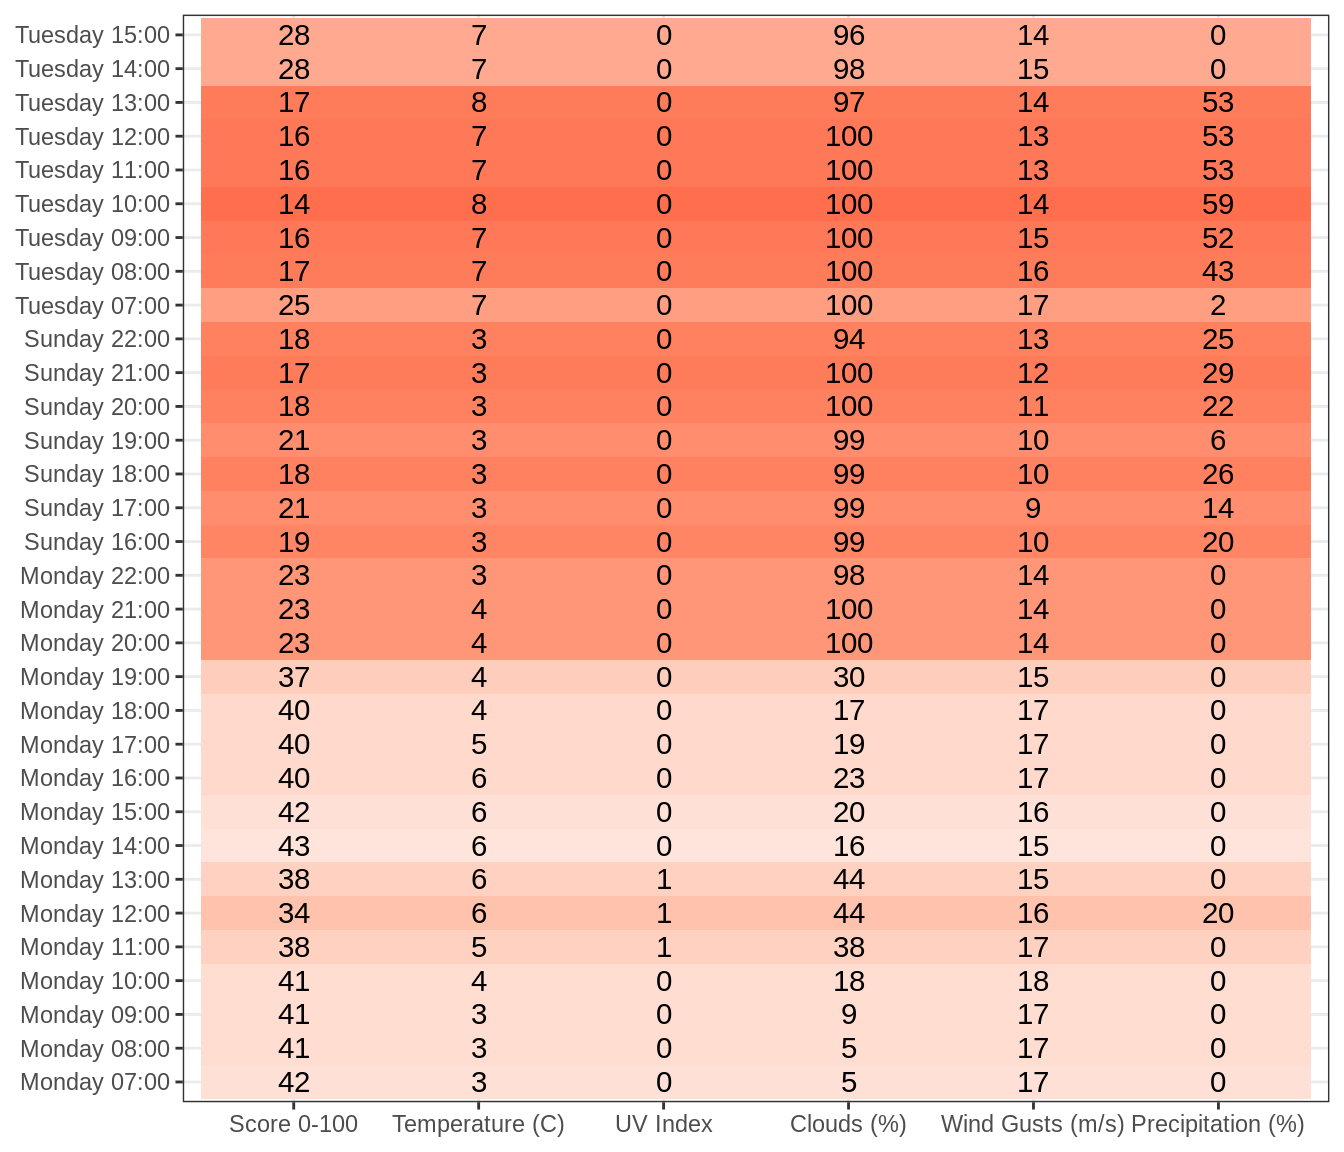 Tuesday 15:00 28 7 0 96 14 0
Tuesday 14:00 28 7 0 98 15 0
Tuesday 13:00 17 8 0 97 14 53
Tuesday 12:00 16 7 0 100 13 53
Tuesday 11:00 16 7 0 100 13 53
Tuesday 10:00 14 8 0 100 14 59
Tuesday 09:00 16 7 0 100 15 52
Tuesday 08:00 17 7 0 100 16 43
Tuesday 07:00 25 7 0 100 17 2
Sunday 22:00 18 3 0 94 13 25
Sunday 21:00 17 3 0 100 12 29
Sunday 20:00 18 3 0 100 11 22
Sunday 19:00 21 3 0 99 10 6
Sunday 18:00 18 3 0 99 10 26
Sunday 17:00 21 3 0 99 9 14
Sunday 16:00 19 3 0 99 10 20
Monday 22:00 23 3 0 98 14 0
Monday 21:00 23 4 0 100 14 0
Monday 20:00 23 4 0 100 14 0
Monday 19:00 37 4 0 30 15 0
Monday 18:00 40 4 0 17 17 0
Monday 17:00 40 5 0 19 17 0
Monday 16:00 40 6 0 23 17 0
Monday 15:00 42 6 0 20 16 0
Monday 14:00 43 6 0 16 15 0
Monday 13:00 38 6 1 44 15 0
Monday 12:00 34 6 1 44 16 20
Monday 11:00 38 5 1 38 17 0
Monday 10:00 41 4 0 18 18 0
Monday 09:00 41 3 0 9 17 0
Monday 08:00 41 3 0 5 17 0
Monday 07:00 42 3 0 5 17 0
Score 0-100 Temperature (C) UV Index Clouds (%) Wind Gusts (m/s) Precipitation (%)